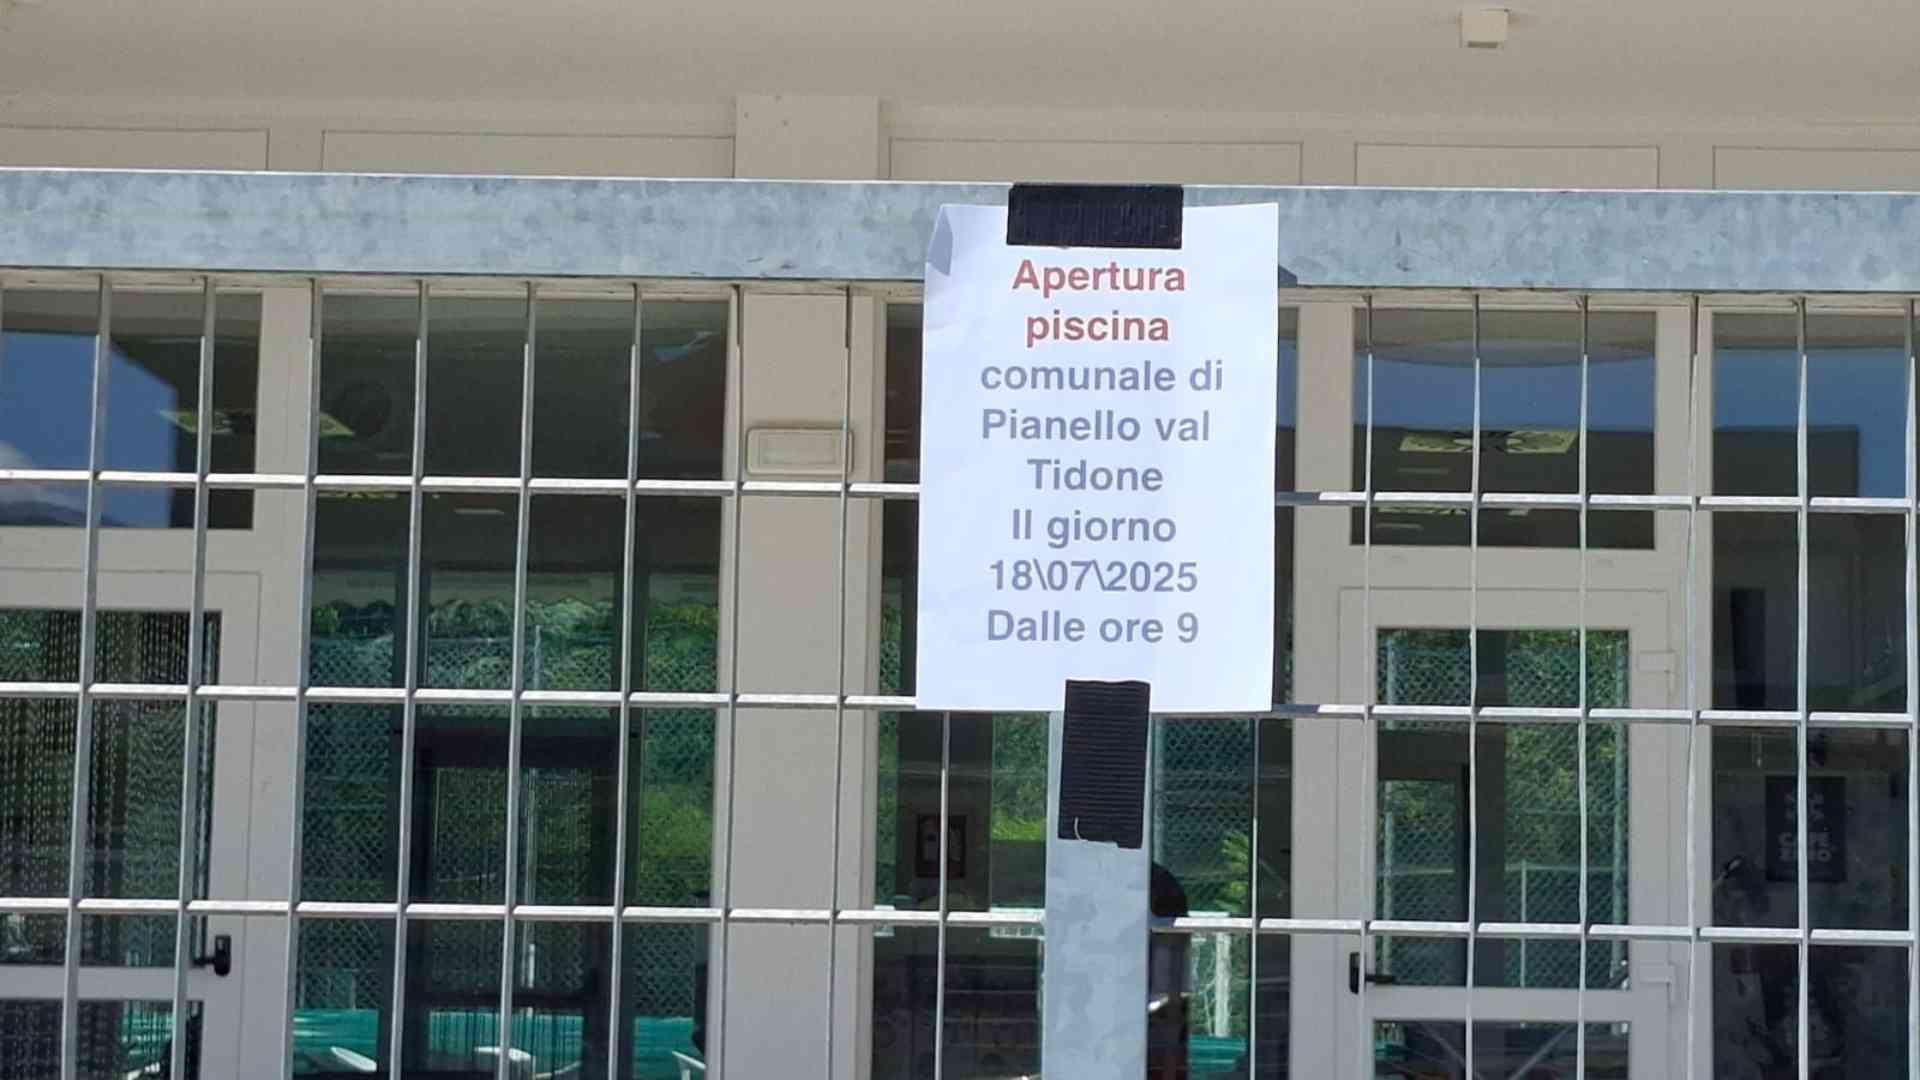 Apertura
piscina
comunale di
Pianello val
Tidone
Il giorno
18\07\2025
Dalle ore 9